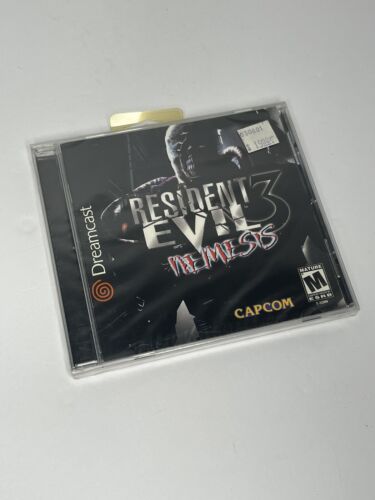 Dreamcast
RESIDENT
EVIL 3
NEMESIS
CAPCOM
MATURE
M
ESRB